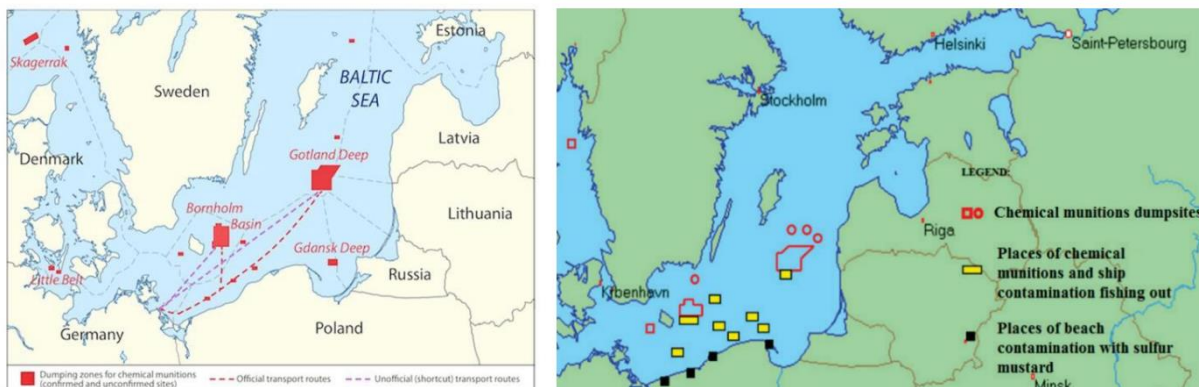 Estonia
Skagerrak
BALTIC
SEA
Sweden
Latvia
Denmark
Gotland Deep
Lithuania
Bornholm
Basin
Gdansk Deep
Russia
Little Belt
Germany
Poland
Dumping zones for chemical munitions
(confirmed and unconfirmed sites)
Official transport routes
Unofficial (shortcut) transport routes
Helsinki
Saint-Petersbourg
Stockholm
LEGEND:
Chemical munitions dumpsites
Riga
Places of chemical
munitions and ship
contamination fishing out
København
Places of beach
contamination with sulfur
mustard
Minsk